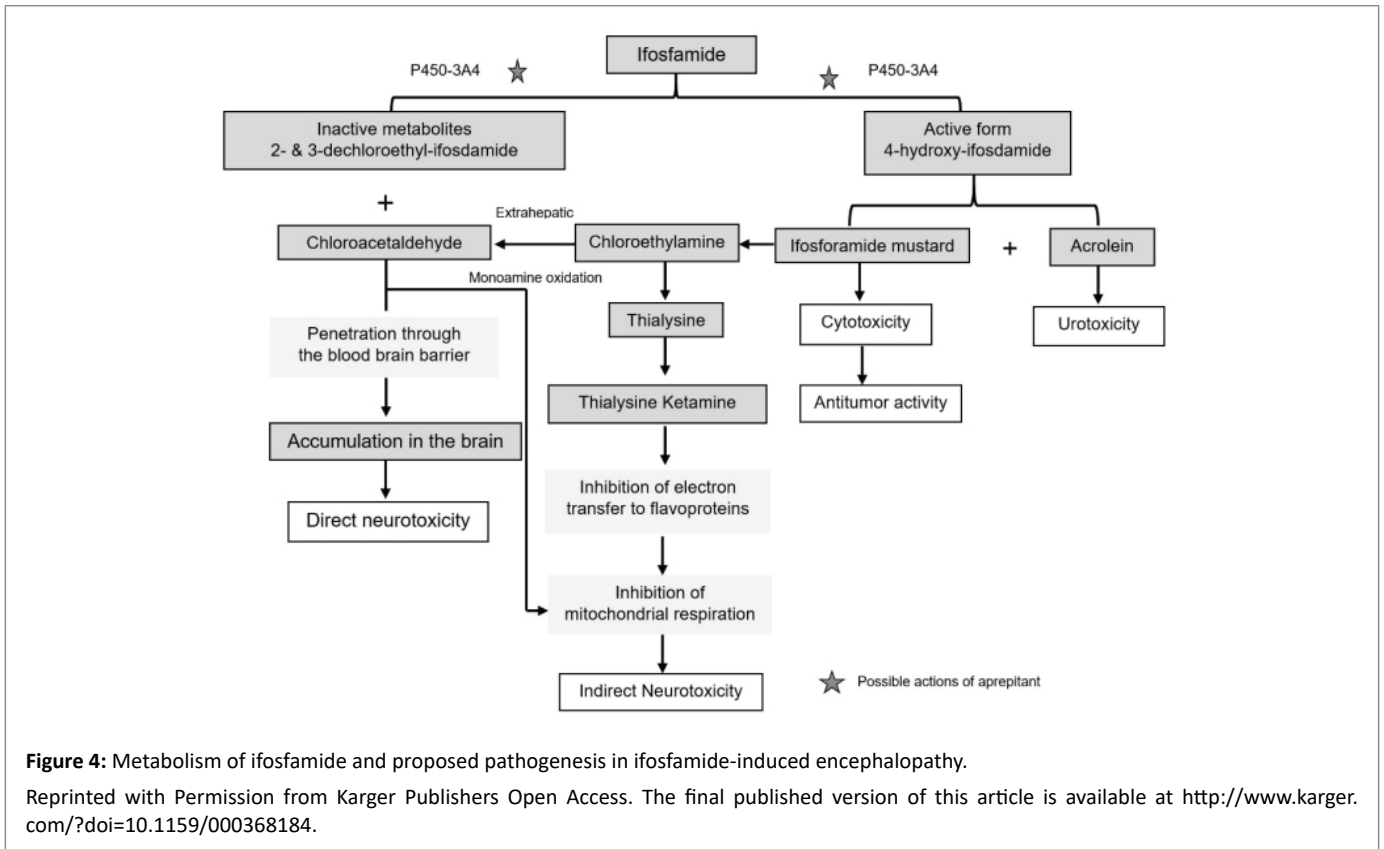 Ifosfamide
P450-3A4
P450-3A4
Inactive metabolites
2- & 3-dechloroethyl-ifosdamide
Active form
4-hydroxy-ifosdamide
+
Extrahepatic
Chloroacetaldehyde
Chloroethylamine
Ifosforamide mustard
+
Acrolein
Monoamine oxidation
Thialysine
Cytotoxicity
Urotoxicity
Penetration through
the blood brain barrier
Thialysine Ketamine
Antitumor activity
Accumulation in the brain
Inhibition of electron
transfer to flavoproteins
Direct neurotoxicity
Inhibition of
mitochondrial respiration
Indirect Neurotoxicity
Possible actions of aprepitant
Figure 4: Metabolism of ifosfamide and proposed pathogenesis in ifosfamide-induced encephalopathy.
Reprinted with Permission from Karger Publishers Open Access. The final published version of this article is available at http://www.karger.
com/?doi=10.1159/000368184.